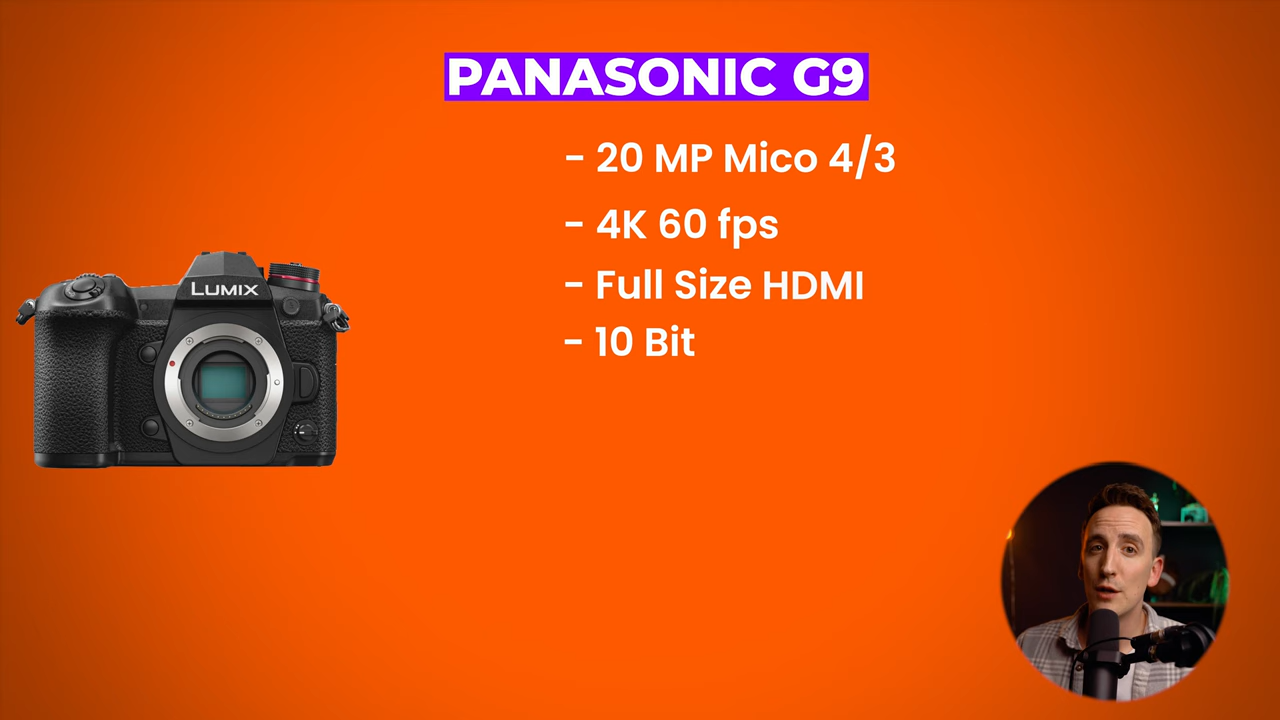 PANASONIC G9
- 20 MP Mico 4/3
- 4K 60 fps
- Full Size HDMI
- 10 Bit
LUMIX